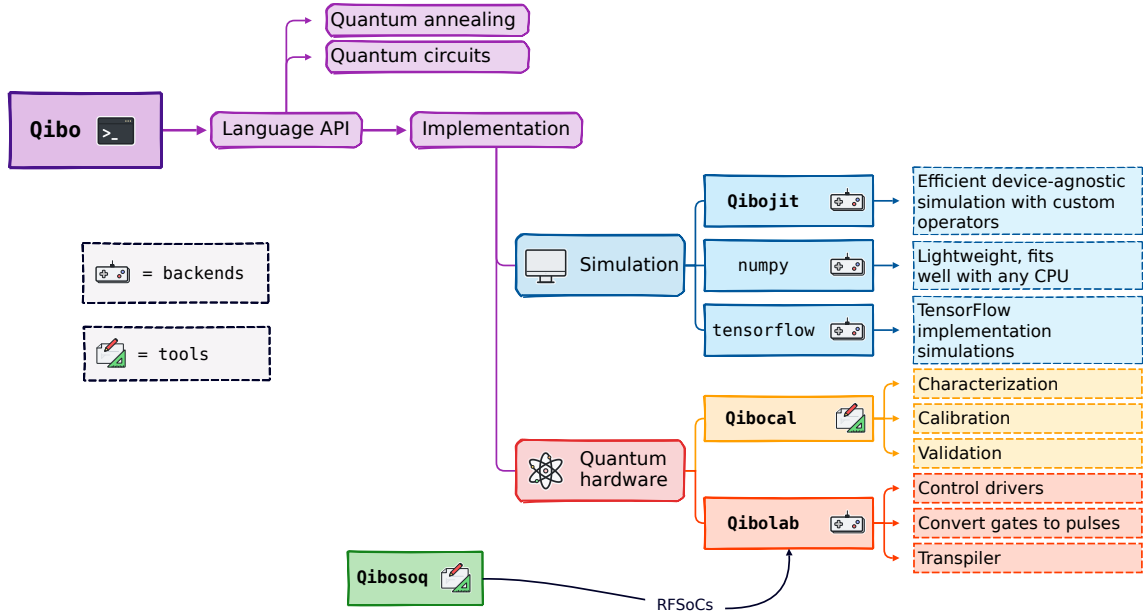 Quantum annealing
Quantum circuits
Qibo
>_
Language API
Implementation
Simulation
Qibojit
Efficient device-agnostic
simulation with custom
operators
numpy
Lightweight, fits
well with any CPU
tensorflow
TensorFlow
implementation
simulations
= backends
= tools
Quantum
hardware
Qibocal
Characterization
Calibration
Validation
Qibolab
Control drivers
Convert gates to pulses
Transpiler
Qibosoq
RFSoCs